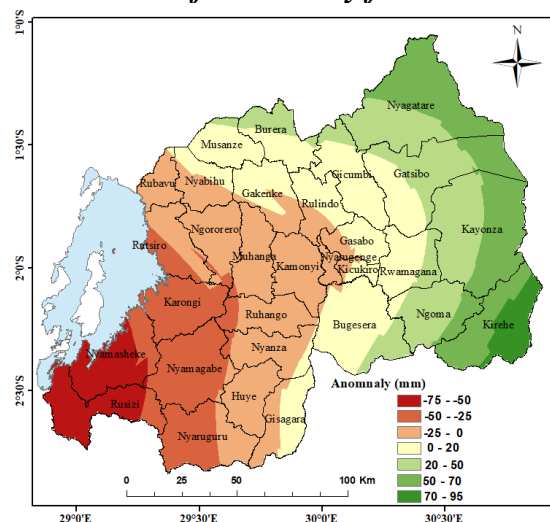 N
1°0'S
1°30'S
2°0'S
2°30'S
Nyagatare
Burera
Musanze
Gicumbi
Gatsibo
Rubavu
Nyabihu
Gakenke
Rulindo
Kayonza
Ngororero
Rutsiro
Muhanga
Gasabo
Nyarugenge
Kamonyi
Kicukiro
Rwamagana
Karongi
Ruhango
Bugesera
Ngoma
Kirehe
Nyamasheke
Nyanza
Nyamagabe
Rusizi
Huye
Gisagara
Nyaruguru
Anomnaly (mm)
-75 - -50
-50 - -25
-25 - 0
0 - 20
20 - 50
50 - 70
70 - 95
0 25 50 100 Km
29°0'E 29°30'E 30°0'E 30°30'E